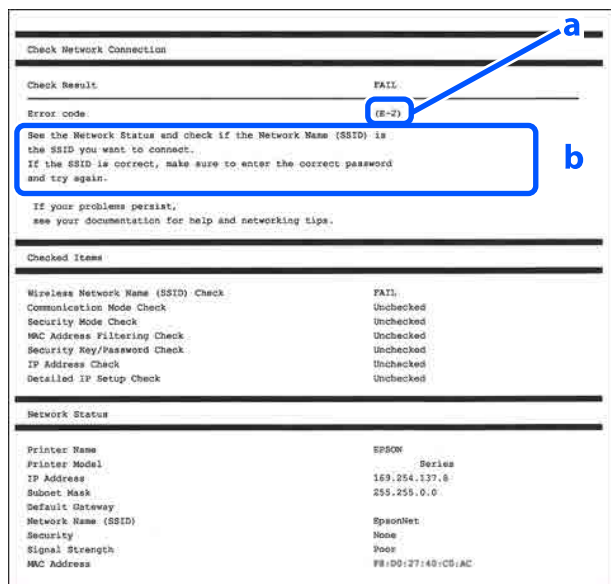 a
Check Network Connection
Check Result FAIL
Error code (E-2)
See the Network Status and check if the Network Name (SSID) is
the SSID you want to connect.
If the SSID is correct, make sure to enter the correct password
and try again.
b
If your problems persist,
see your documentation for help and networking tips.
Checked Items
Wireless Network Name (SSID) Check FAIL
Communication Mode Check Unchecked
Security Mode Check Unchecked
MAC Address Filtering Check Unchecked
Security Key/Password Check Unchecked
IP Address Check Unchecked
Detailed IP Setup Check Unchecked
Network Status
Printer Name EPSON
Printer Model Series
IP Address 169.254.137.8
Subnet Mask 255.255.0.0
Default Gateway
Network Name (SSID) EpsonNet
Security None
Signal Strength Poor
MAC Address F8:D0:27:40:C0:AC